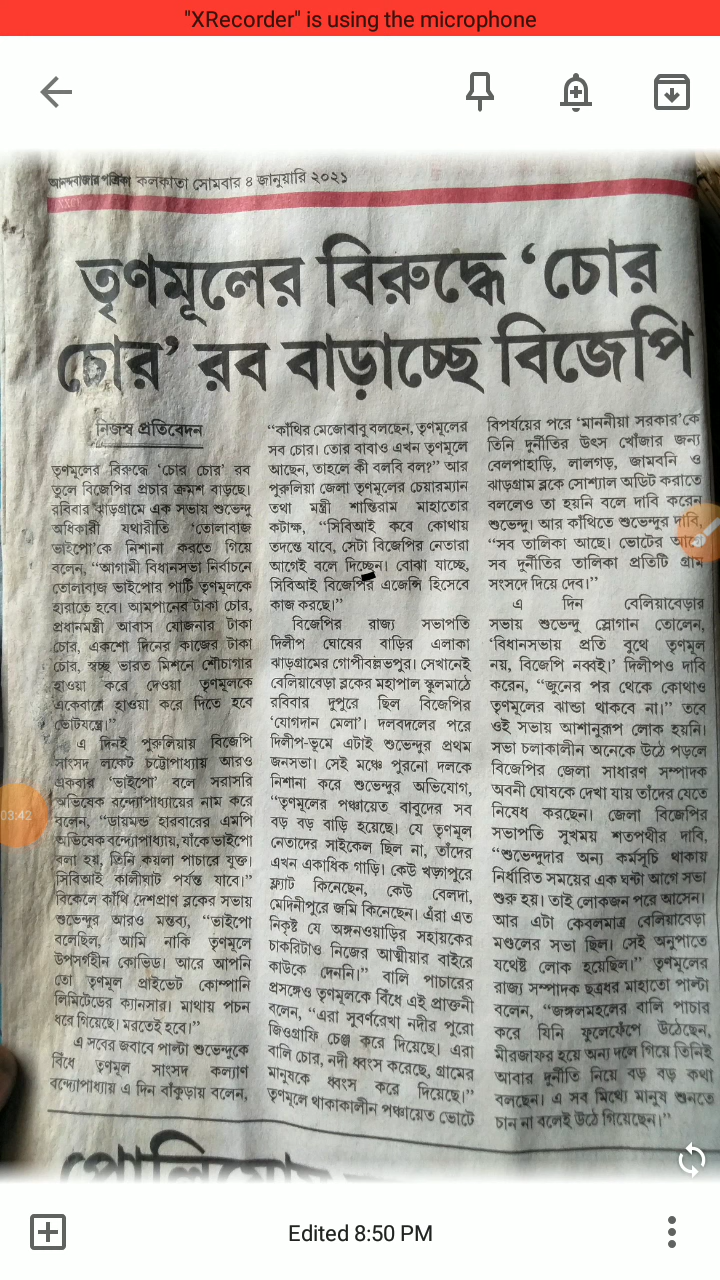 "XRecorder" is using the microphone
আনন্দবাজার পত্রিকা কলকাতা সোমবার ৪ জানুয়ারি ২০২১
তৃণমূলের বিরুদ্ধে ‘চোর
চোর’ রব বাড়াচ্ছে বিজেপি
নিজস্ব প্রতিবেদন
তৃণমূলের বিরুদ্ধে ‘চোর চোর’ রব
তুলে বিজেপির প্রচার ক্রমশ বাড়ছে।
রবিবার ঝাড়গ্রামে এক সভায় শুভেন্দু
অধিকারী যথারীতি ‘তোলাবাজ
ভাইপো’কে নিশানা করতে গিয়ে
বলেন, “আগামী বিধানসভা নির্বাচনে
তোলাবাজ ভাইপোর পার্টি তৃণমূলকে
হারাতে হবে। আমপানের টাকা চোর,
প্রধানমন্ত্রী আবাস যোজনার টাকা
চোর, একশো দিনের কাজের টাকা
চোর, স্বচ্ছ ভারত মিশনে শৌচাগার
হাওয়া করে দেওয়া তৃণমূলকে
একেবারে হাওয়া করে দিতে হবে
ভোটযন্ত্রে।”
এ দিনই পুরুলিয়ায় বিজেপি
সাংসদ লকেট চট্টোপাধ্যায় আরও
একবার ‘ভাইপো’ বলে সরাসরি
অভিষেক বন্দ্যোপাধ্যায়ের নাম করে
বলেন, “ডায়মন্ড হারবারের এমপি
অভিষেক বন্দ্যোপাধ্যায়, যাঁকে ভাইপো
বলা হয়, তিনি কয়লা পাচারে যুক্ত।
সিবিআই কালীঘাট পর্যন্ত যাবে।”
বিকেলে কাঁথি দেশপ্রাণ ব্লকের সভায়
শুভেন্দুর আরও মন্তব্য, “ভাইপো
বলেছিল, আমি নাকি তৃণমূলে
উপসর্গহীন কোভিড। আরে আপনি
তো তৃণমূল প্রাইভেট কোম্পানি
লিমিটেডের ক্যানসার। মাথায় পচন
ধরে গিয়েছে। মরতেই হবে।”
এ সবের জবাবে পাল্টা শুভেন্দুকে
বিঁধে তৃণমূল সাংসদ কল্যাণ
বন্দ্যোপাধ্যায় এ দিন বাঁকুড়ায় বলেন,
“কাঁথির মেজোবাবু বলছেন, তৃণমূলের
সব চোর। তোর বাবাও এখন তৃণমূলে
আছেন, তাহলে কী বলবি বল?” আর
পুরুলিয়া জেলা তৃণমূলের চেয়ারম্যান
তথা মন্ত্রী শান্তিরাম মাহাতোর
কটাক্ষ, “সিবিআই কবে কোথায়
তদন্তে যাবে, সেটা বিজেপির নেতারা
আগেই বলে দিচ্ছেন। বোঝা যাচ্ছে,
সিবিআই বিজেপির এজেন্সি হিসেবে
কাজ করছে।”
বিজেপির রাজ্য সভাপতি
দিলীপ ঘোষের বাড়ির এলাকা
ঝাড়গ্রামের গোপীবল্লভপুর। সেখানেই
বেলিয়াবেড়া ব্লকের মহাপাল স্কুলমাঠে
রবিবার দুপুরে ছিল বিজেপির
‘যোগদান মেলা’। দলবদলের পরে
দিলীপ-ভূমে এটাই শুভেন্দুর প্রথম
জনসভা। সেই মঞ্চে পুরনো দলকে
নিশানা করে শুভেন্দুর অভিযোগ,
“তৃণমূলের পঞ্চায়েত বাবুদের সব
বড় বড় বাড়ি হয়েছে। যে তৃণমূল
নেতাদের সাইকেল ছিল না, তাঁদের
এখন একাধিক গাড়ি। কেউ খড়্গপুরে
ফ্ল্যাট কিনেছেন, কেউ বেলদা,
মেদিনীপুরে জমি কিনেছেন। এঁরা এত
নিকৃষ্ট যে অঙ্গনওয়াড়ির সহায়কের
চাকরিটাও নিজের আত্মীয়ার বাইরে
কাউকে দেননি।” বালি পাচারের
প্রসঙ্গেও তৃণমূলকে বিঁধে এই প্রাক্তনী
বলেন, “এরা সুবর্ণরেখা নদীর পুরো
জিওগ্রাফি চেঞ্জ করে দিয়েছে। এরা
বালি চোর, নদী ধ্বংস করেছে, গ্রামের
মানুষকে ধ্বংস করে দিয়েছে।”
তৃণমূলে থাকাকালীন পঞ্চায়েত ভোটে
বিপর্যয়ের পরে ‘মাননীয়া সরকার’কে
তিনি দুর্নীতির উৎস খোঁজার জন্য
বেলপাহাড়ি, লালগড়, জামবনি ও
ঝাড়গ্রাম ব্লকে সোশ্যাল অডিট করাতে
বললেও তা হয়নি বলে দাবি করেন
শুভেন্দু। আর কাঁথিতে শুভেন্দুর দাবি,
“সব তালিকা আছে। ভোটের আগে
সব দুর্নীতির তালিকা প্রতিটি গ্রাম
সংসদে দিয়ে দেব।”
এ দিন বেলিয়াবেড়ার
সভায় শুভেন্দু স্লোগান তোলেন,
‘বিধানসভায় প্রতি বুথে তৃণমূল
নয়, বিজেপি নব্বই।’ দিলীপও দাবি
করেন, “জুনের পর থেকে কোথাও
তৃণমূলের ঝান্ডা থাকবে না।” তবে
ওই সভায় আশানুরূপ লোক হয়নি।
সভা চলাকালীন অনেকে উঠে পড়লে
বিজেপির জেলা সাধারণ সম্পাদক
অবনী ঘোষকে দেখা যায় তাঁদের যেতে
নিষেধ করছেন। জেলা বিজেপির
সভাপতি সুখময় শতপথীর দাবি,
“শুভেন্দুদার অন্য কর্মসূচি থাকায়
নির্ধারিত সময়ের এক ঘন্টা আগে সভা
শুরু হয়। তাই লোকজন পরে আসেন।
আর এটা কেবলমাত্র বেলিয়াবেড়া
মণ্ডলের সভা ছিল। সেই অনুপাতে
যথেষ্ট লোক হয়েছিল।” তৃণমূলের
রাজ্য সম্পাদক ছত্রধর মাহাতো পাল্টা
বলেন, “জঙ্গলমহলের বালি পাচার
করে যিনি ফুলেফেঁপে উঠেছেন,
মীরজাফর হয়ে অন্য দলে গিয়ে তিনিই
আবার দুর্নীতি নিয়ে বড় বড় কথা
বলছেন। এ সব মিথ্যে মানুষ শুনতে
চান না বলেই উঠে গিয়েছেন।”
03:42
Edited 8:50 PM